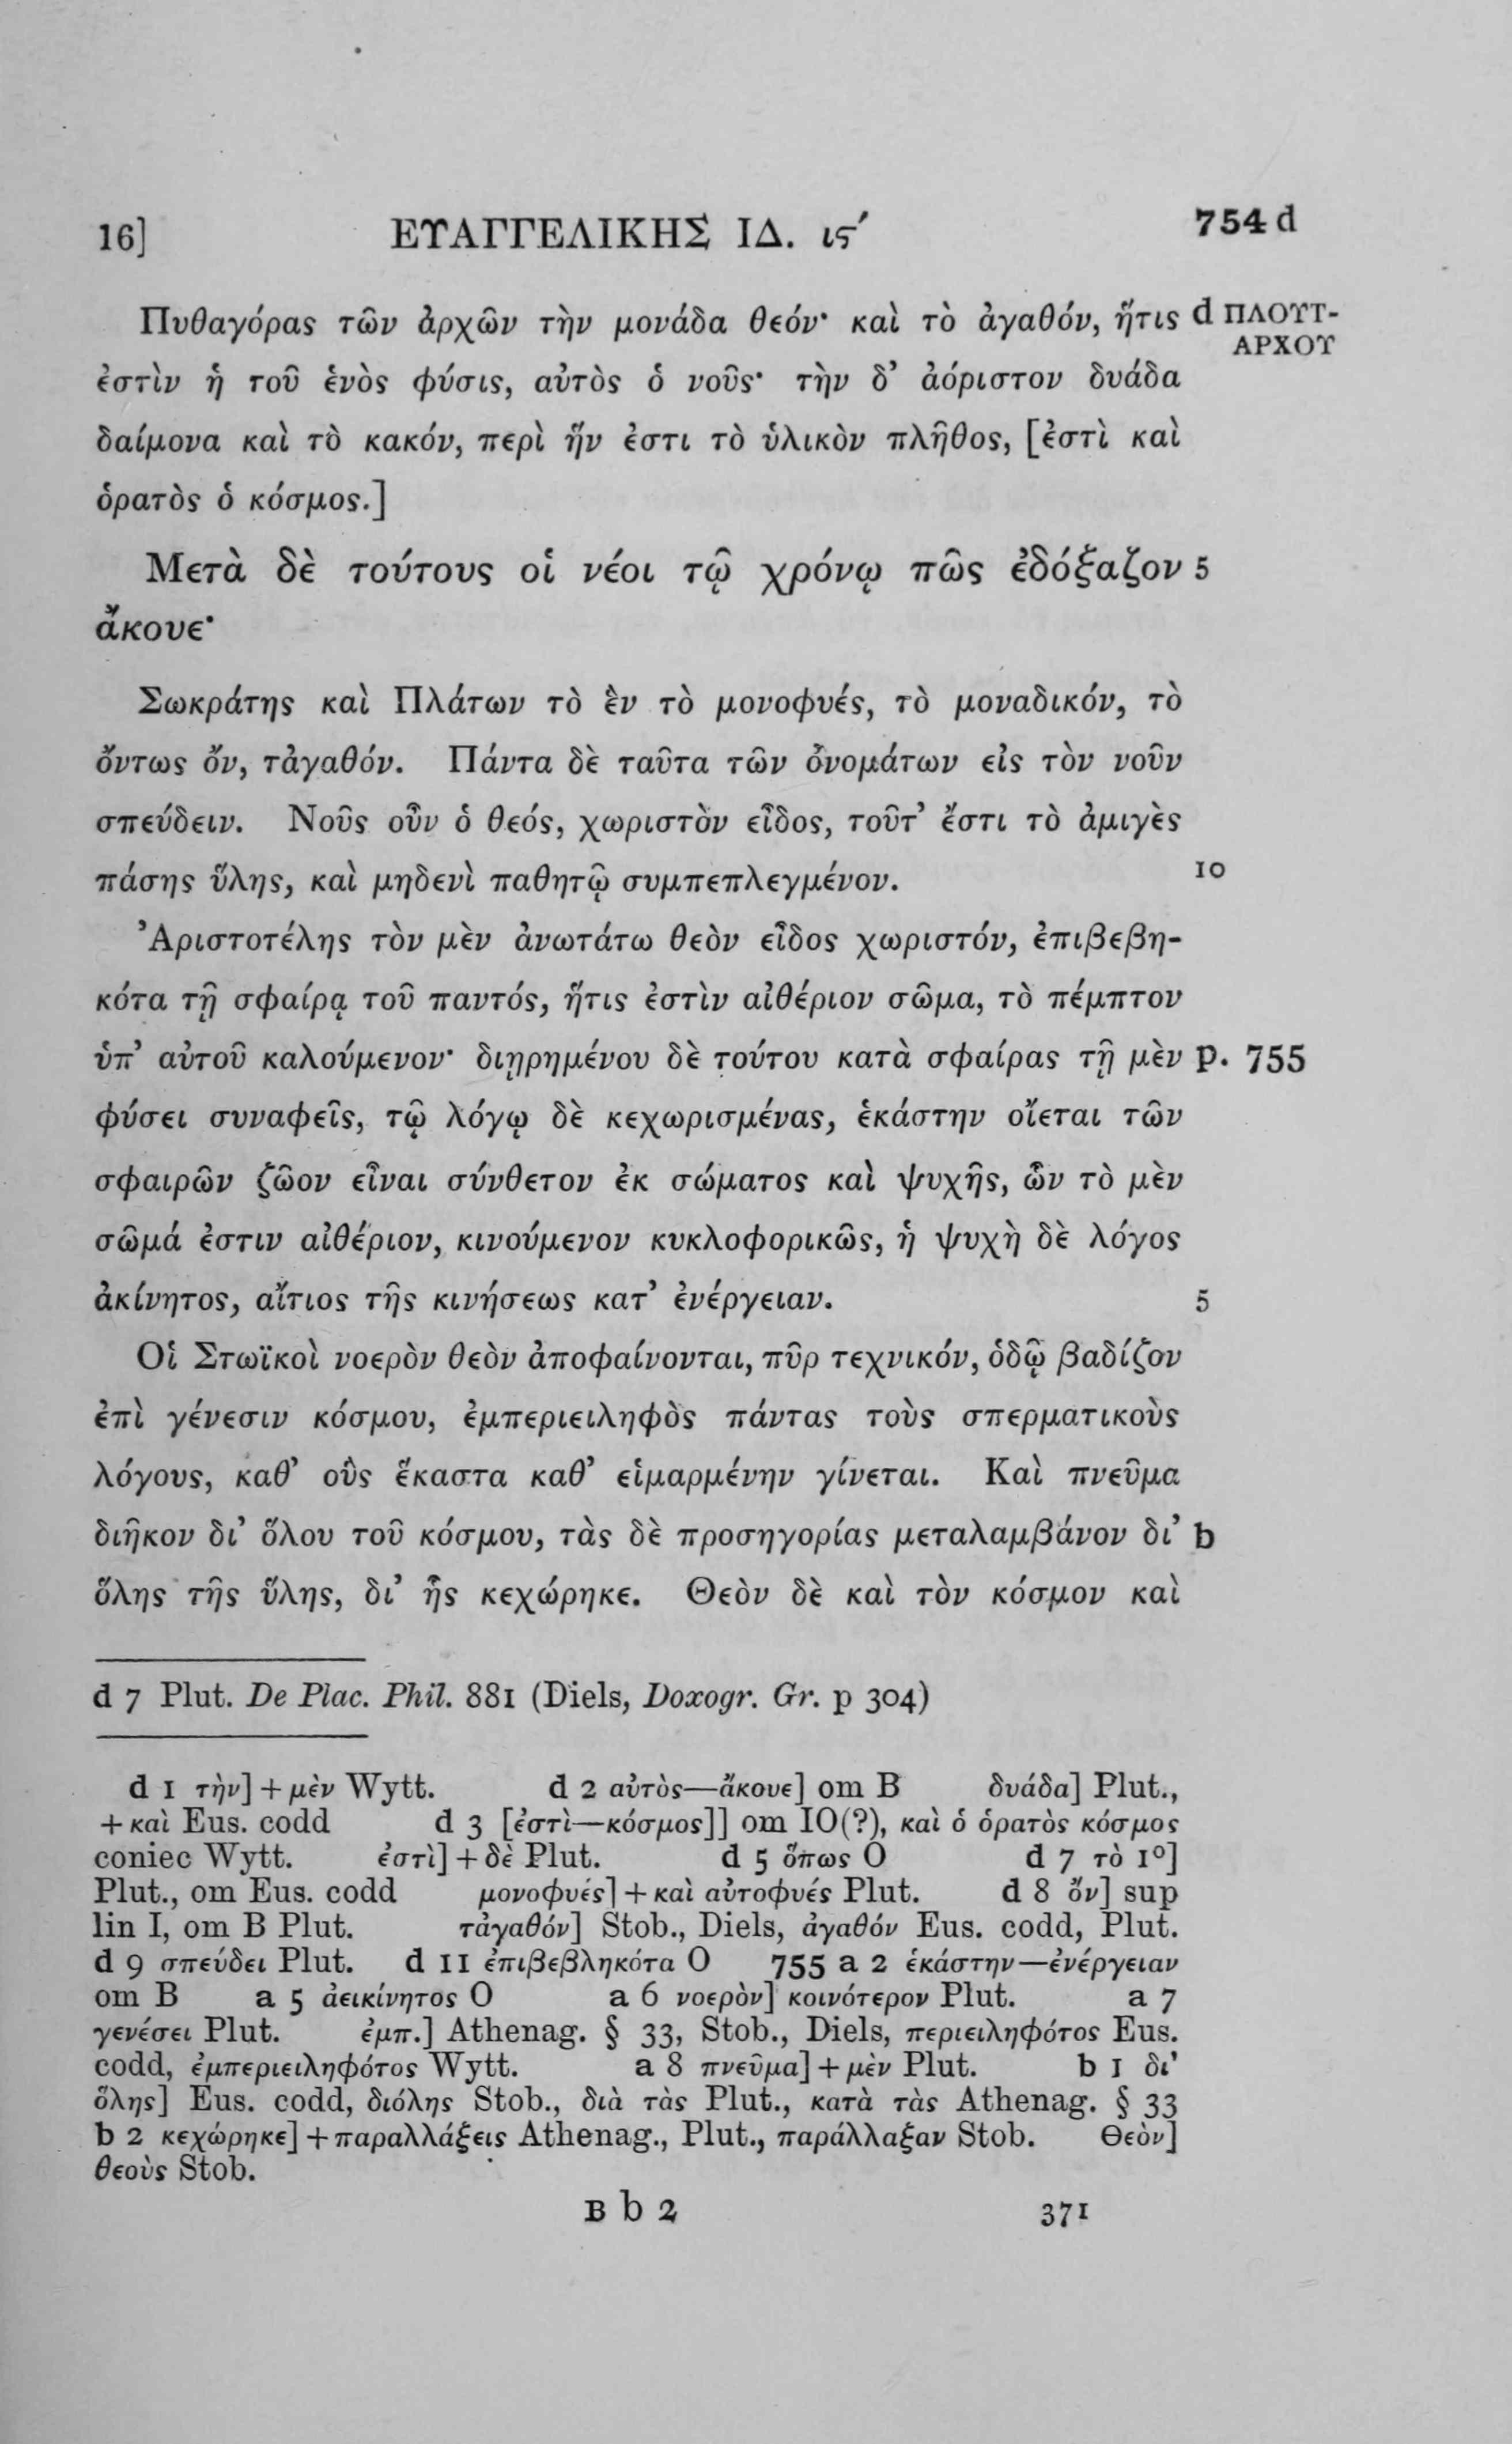 16] ΕΥΑΓΓΕΛΙΚΗΣ ΙΔ. ιϛ´ 754 d
Πυθαγόρας τῶν ἀρχῶν τὴν μονάδα θεόν· καὶ τὸ ἀγαθόν, ἥτις d ΠΛΟΥΤ-
ΑΡΧΟΥ
ἐστὶν ἡ τοῦ ἑνὸς φύσις, αὐτὸς ὁ νοῦς· τὴν δ’ ἀόριστον δυάδα
δαίμονα καὶ τὸ κακόν, περὶ ἥν ἐστι τὸ ὑλικὸν πλῆθος, [ἐστὶ καὶ
ὁρατὸς ὁ κόσμος.]
Μετὰ δὲ τούτους οἱ νέοι τῷ χρόνῳ πῶς ἐδόξαζον 5
ἄκουε·
Σωκράτης καὶ Πλάτων τὸ ἓν τὸ μονοφυές, τὸ μοναδικόν, τὸ
ὄντως ὄν, τἀγαθόν. Πάντα δὲ ταῦτα τῶν ὀνομάτων εἰς τὸν νοῦν
σπεύδειν. Νοῦς οὖν ὁ θεός, χωριστὸν εἶδος, τοῦτ’ ἔστι τὸ ἀμιγὲς
πάσης ὕλης, καὶ μηδενὶ παθητῷ συμπεπλεγμένον. 10
Ἀριστοτέλης τὸν μὲν ἀνωτάτω θεὸν εἶδος χωριστόν, ἐπιβεβη-
κότα τῇ σφαίρᾳ τοῦ παντός, ἥτις ἐστὶν αἰθέριον σῶμα, τὸ πέμπτον
ὑπ’ αὐτοῦ καλούμενον· διῃρημένου δὲ τούτου κατὰ σφαίρας τῇ μὲν p. 755
φύσει συναφεῖς, τῷ λόγῳ δὲ κεχωρισμένας, ἑκάστην οἴεται τῶν
σφαιρῶν ζῶον εἶναι σύνθετον ἐκ σώματος καὶ ψυχῆς, ὧν τὸ μὲν
σῶμά ἐστιν αἰθέριον, κινούμενον κυκλοφορικῶς, ἡ ψυχὴ δὲ λόγος
ἀκίνητος, αἴτιος τῆς κινήσεως κατ’ ἐνέργειαν. 5
Οἱ Στωϊκοὶ νοερὸν θεὸν ἀποφαίνονται, πῦρ τεχνικόν, ὁδῷ βαδίζον
ἐπὶ γένεσιν κόσμου, ἐμπεριειληφὸς πάντας τοὺς σπερματικοὺς
λόγους, καθ’ οὓς ἕκαστα καθ’ εἱμαρμένην γίνεται. Καὶ πνεῦμα
διῆκον δι’ ὅλου τοῦ κόσμου, τὰς δὲ προσηγορίας μεταλαμβάνον δι’ b
ὅλης τῆς ὕλης, δι’ ἧς κεχώρηκε. Θεὸν δὲ καὶ τὸν κόσμον καὶ
d 7 Plut. De Plac. Phil. 881 (Diels, Doxogr. Gr. p 304)
d 1 τὴν] + μὲν Wytt. d 2 αὐτὸς—ἄκουε] om B δυάδα] Plut.,
+ καὶ Eus. codd d 3 [ἐστὶ—κόσμος]] om IO(?), καὶ ὁ ὁρατὸς κόσμος
coniec Wytt. ἐστὶ] + δὲ Plut. d 5 ὅπως O d 7 τὸ 1º]
Plut., om Eus. codd μονοφυές] + καὶ αὐτοφυές Plut. d 8 ὄν] sup
lin I, om B Plut. τἀγαθόν] Stob., Diels, ἀγαθόν Eus. codd, Plut.
d 9 σπεύδει Plut. d 11 ἐπιβεβληκότα O 755 a 2 ἑκάστην—ἐνέργειαν
om B a 5 ἀεικίνητος O a 6 νοερὸν] κοινότερον Plut. a 7
γενέσει Plut. ἐμπ.] Athenag. § 33, Stob., Diels, περιειληφότος Eus.
codd, ἐμπεριειληφότος Wytt. a 8 πνεῦμα] + μὲν Plut. b 1 δι’
ὅλης] Eus. codd, διόλης Stob., διὰ τὰς Plut., κατὰ τὰς Athenag. § 33
b 2 κεχώρηκε] + παραλλάξεις Athenag., Plut., παράλλαξαν Stob. Θεὸν]
θεοὺς Stob.
B b 2 371